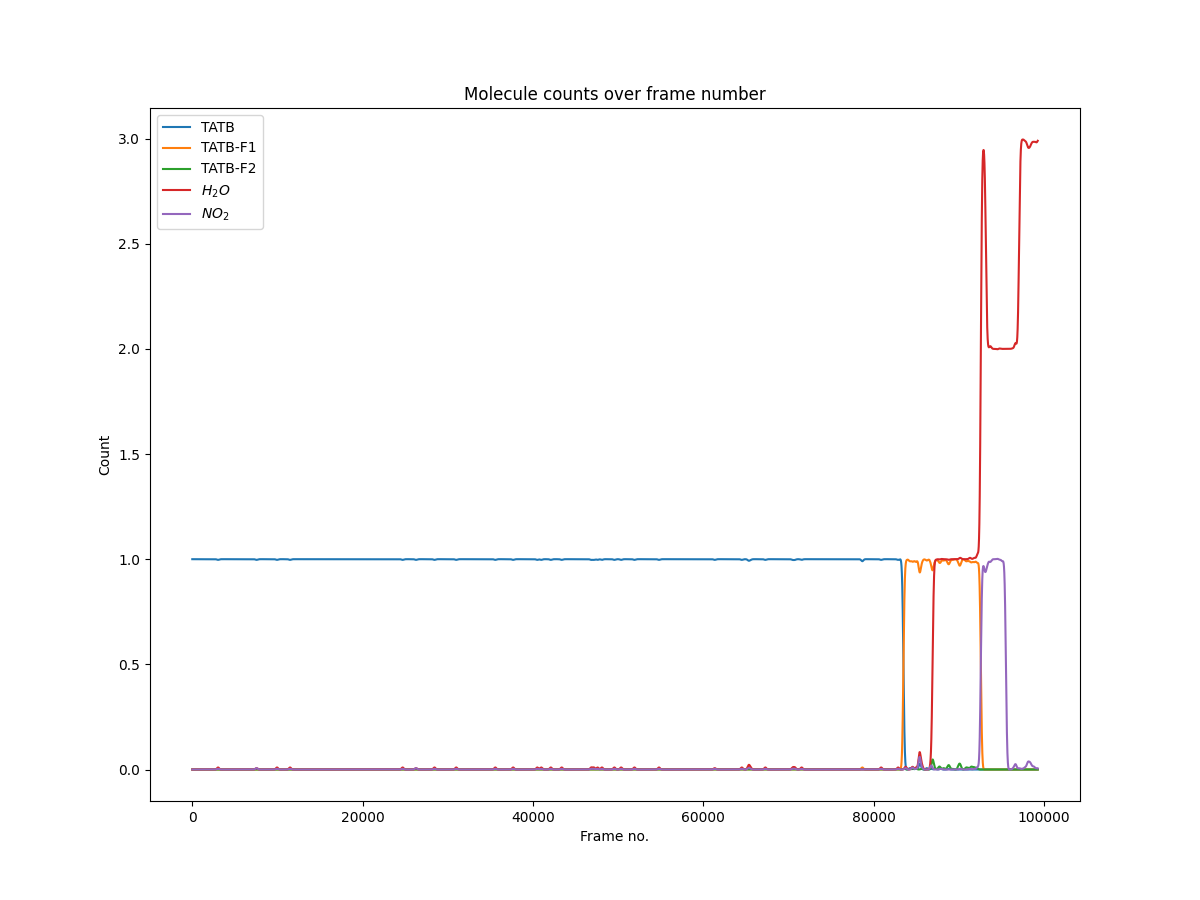 Molecule counts over frame number
TATB
TATB-F1
TATB-F2
H₂O
NO₂
3.0
2.5
2.0
1.5
1.0
0.5
0.0
Count
0 20000 40000 60000 80000 100000
Frame no.